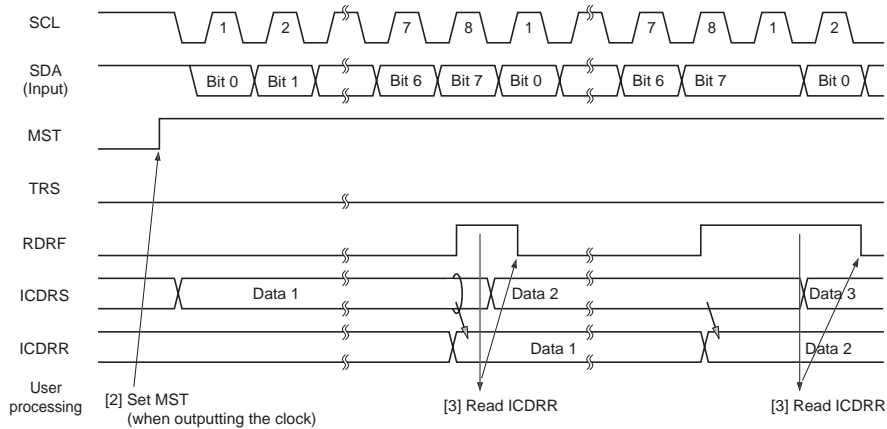 SCL 1 2 7 8 1 7 8 1 2
SDA
(Input)
Bit 0 Bit 1 Bit 6 Bit 7 Bit 0 Bit 6 Bit 7 Bit 0
MST
TRS
RDRF
ICDRS Data 1 Data 2 Data 3
ICDRR Data 1 Data 2
User
processing
[2] Set MST
(when outputting the clock)
[3] Read ICDRR [3] Read ICDRR